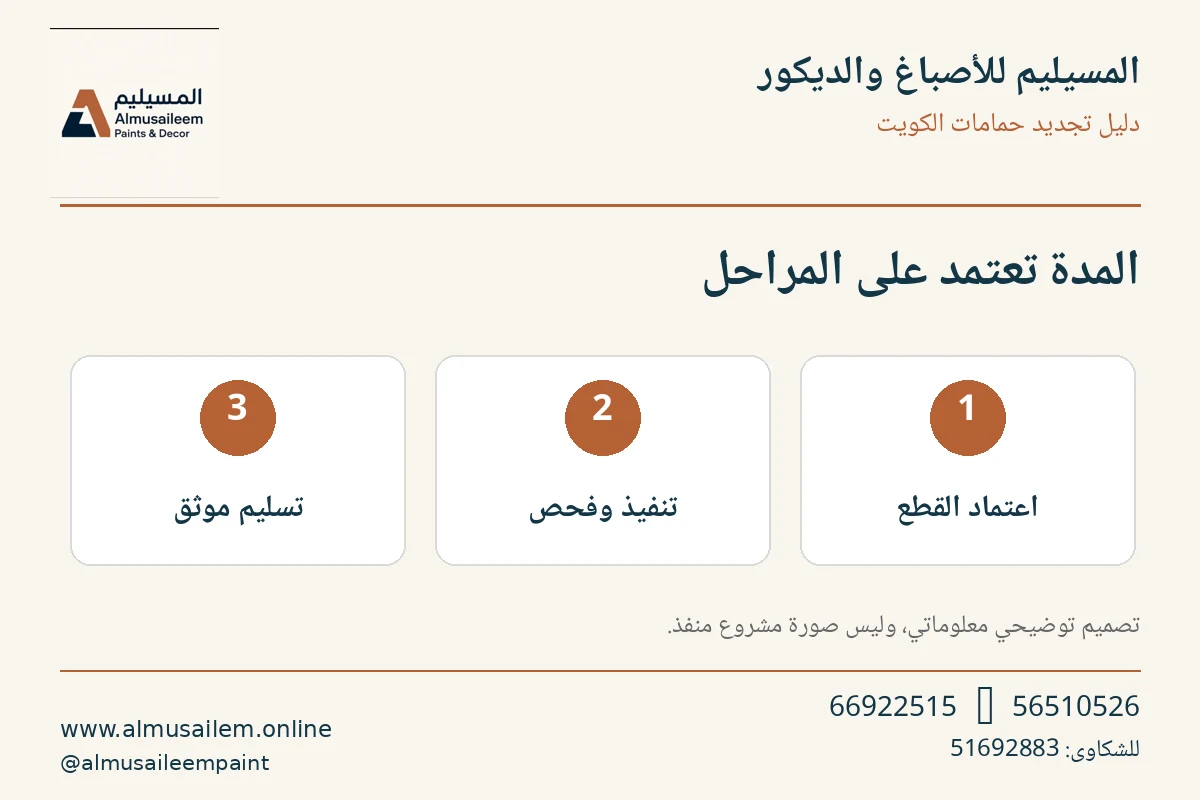 المسيليم للأصباغ والديكور
دليل تجديد حمامات الكويت
المسيليم
Almusaileem
Paints & Decor
المدة تعتمد على المراحل
1
اعتماد القطع
2
تنفيذ وفحص
3
تسليم موثق
تصميم توضيحي معلوماتي، وليس صورة مشروع منفذ.
56510526 66922515
للشكاوى: 51692883
www.almusailem.online
@almusaileempaint